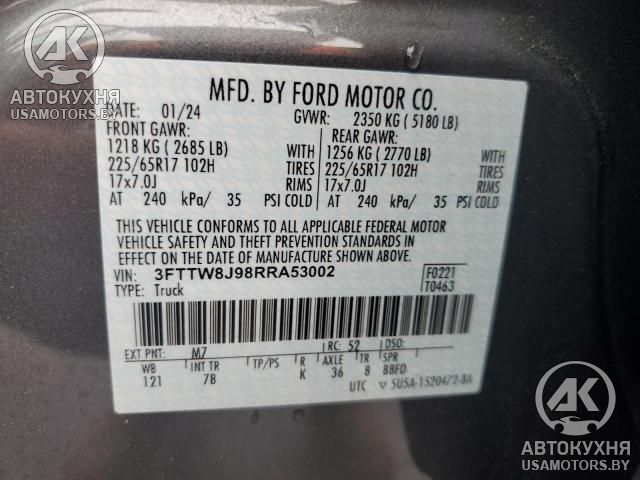 АК
АВТОКУХНЯ
USAMOTORS.BY
MFD. BY FORD MOTOR CO.
DATE: 01/24 GVWR: 2350 KG ( 5180 LB)
FRONT GAWR: REAR GAWR:
1218 KG ( 2685 LB) WITH 1256 KG ( 2770 LB) WITH
225/65R17 102H TIRES 225/65R17 102H TIRES
17x7.0J RIMS 17x7.0J RIMS
AT 240 kPa/ 35 PSI COLD AT 240 kPa/ 35 PSI COLD
THIS VEHICLE CONFORMS TO ALL APPLICABLE FEDERAL MOTOR
VEHICLE SAFETY AND THEFT PREVENTION STANDARDS IN
EFFECT ON THE DATE OF MANUFACTURE SHOWN ABOVE.
VIN: 3FTTW8J98RRA53002 F0221
TYPE: Truck T0463
EXT PNT: M7 RC: 52 DSO:
WB INT TR TP/PS R AXLE TR SPR
121 7B K 36 8 BBFD
UTC ▽ 5U5A-1520472-BA
АК
АВТОКУХНЯ
USAMOTORS.BY